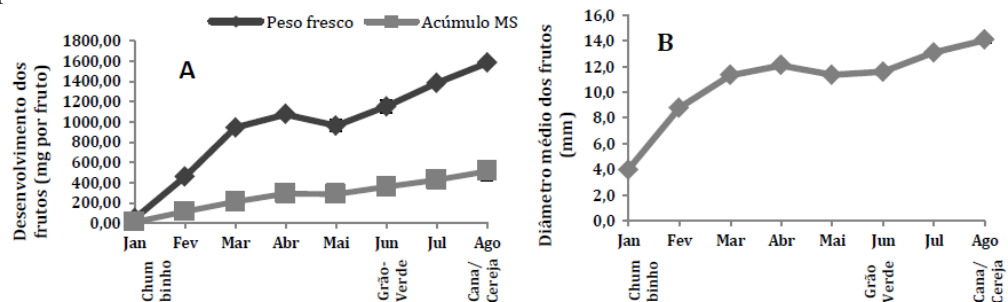 Peso fresco
Acúmulo MS
A
Desenvolvimento dos
frutos (mg por fruto)
1800,00
1600,00
1400,00
1200,00
1000,00
800,00
600,00
400,00
200,00
0,00
Jan
Fev
Mar
Abr
Mai
Jun
Jul
Ago
Chum
binho
Grão-
Verde
Cana/
Cereja
B
Diâmetro médio dos frutos
(mm)
16,0
14,0
12,0
10,0
8,0
6,0
4,0
2,0
0,0
Jan
Fev
Mar
Abr
Mai
Jun
Jul
Ago
Chum
binho
Grão
Verde
Cana/
Cereja